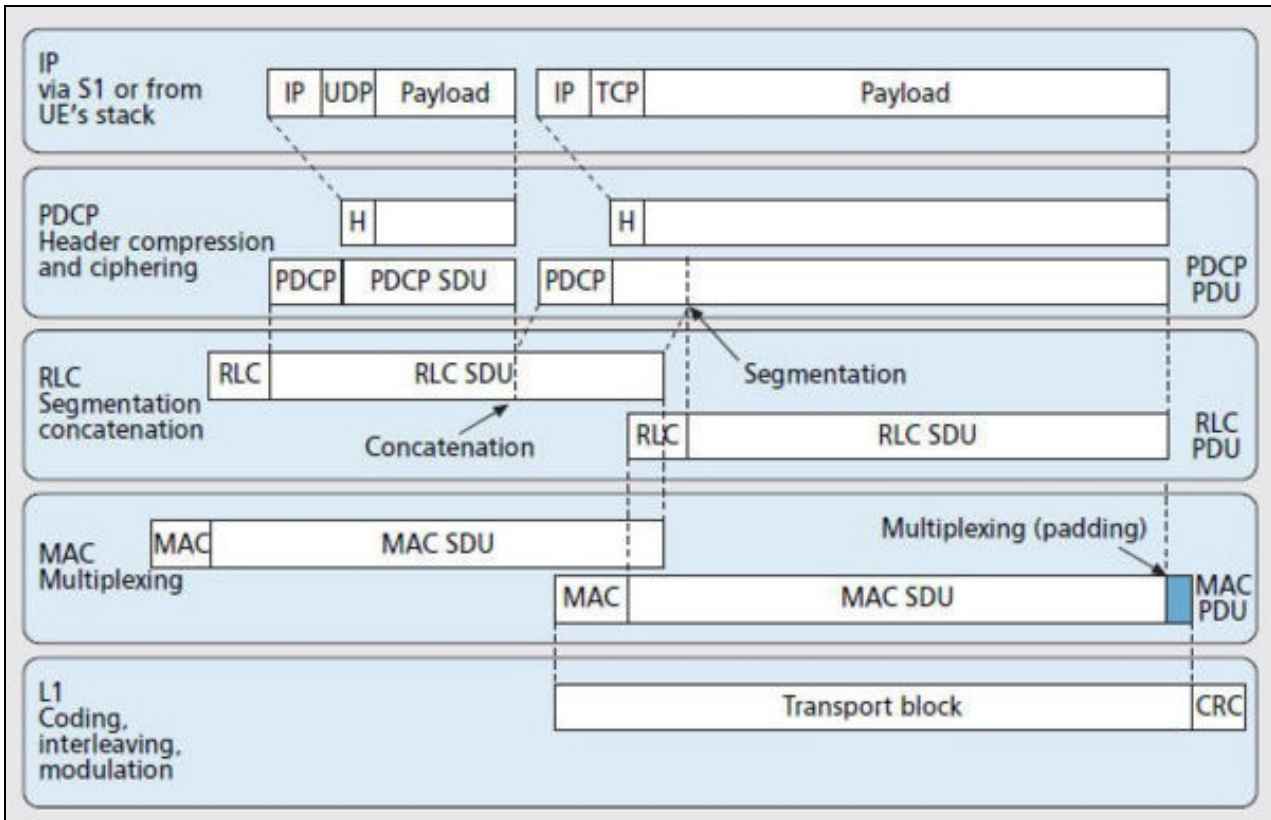 IP
via S1 or from
UE's stack
IP UDP Payload
IP TCP Payload
PDCP
Header compression
and ciphering
H
H
PDCP PDCP SDU
PDCP
PDCP
PDU
RLC
Segmentation
concatenation
RLC RLC SDU
Segmentation
Concatenation
RLC RLC SDU
RLC
PDU
MAC
Multiplexing
MAC MAC SDU
Multiplexing (padding)
MAC MAC SDU
MAC
PDU
L1
Coding,
interleaving,
modulation
Transport block
CRC